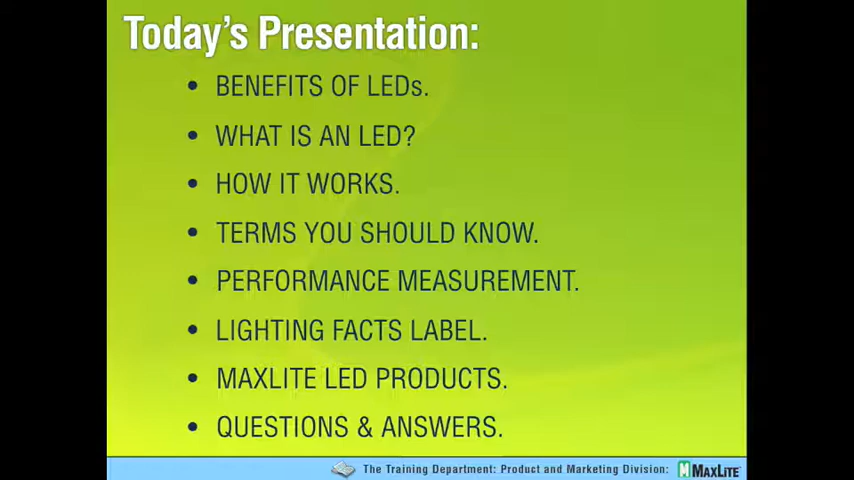 Today's Presentation:
• BENEFITS OF LEDs.
• WHAT IS AN LED?
• HOW IT WORKS.
• TERMS YOU SHOULD KNOW.
• PERFORMANCE MEASUREMENT.
• LIGHTING FACTS LABEL.
• MAXLITE LED PRODUCTS.
• QUESTIONS & ANSWERS.
The Training Department: Product and Marketing Division: MAXLITE